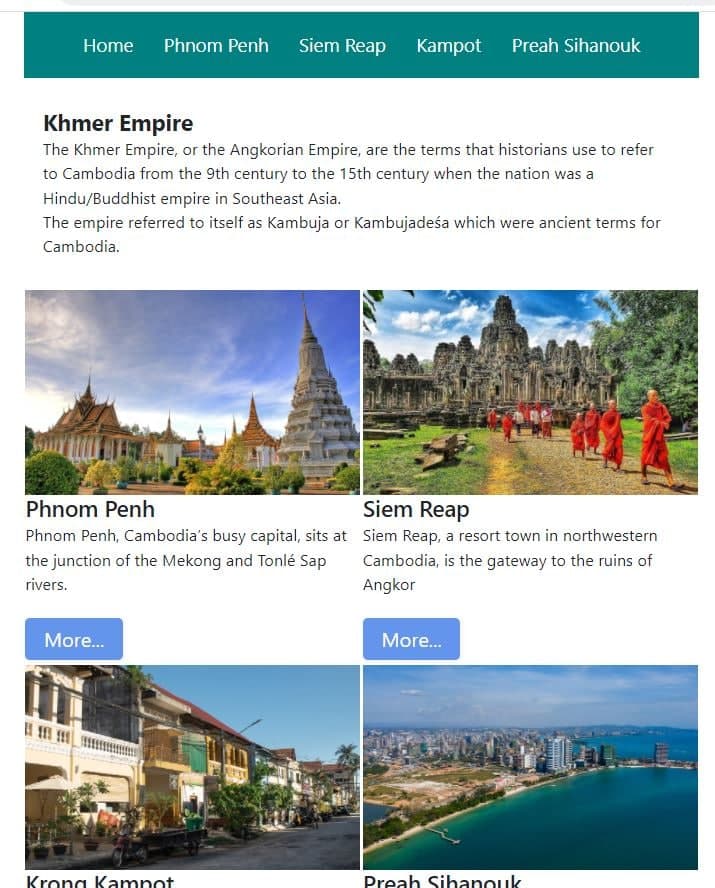 Home Phnom Penh Siem Reap Kampot Preah Sihanouk
Khmer Empire
The Khmer Empire, or the Angkorian Empire, are the terms that historians use to refer
to Cambodia from the 9th century to the 15th century when the nation was a
Hindu/Buddhist empire in Southeast Asia.
The empire referred to itself as Kambuja or Kambujadeśa which were ancient terms for
Cambodia.
Phnom Penh
Phnom Penh, Cambodia's busy capital, sits at
the junction of the Mekong and Tonlé Sap
rivers.
More...
Siem Reap
Siem Reap, a resort town in northwestern
Cambodia, is the gateway to the ruins of
Angkor
More...
Krong Kampot
Preah Sihanouk